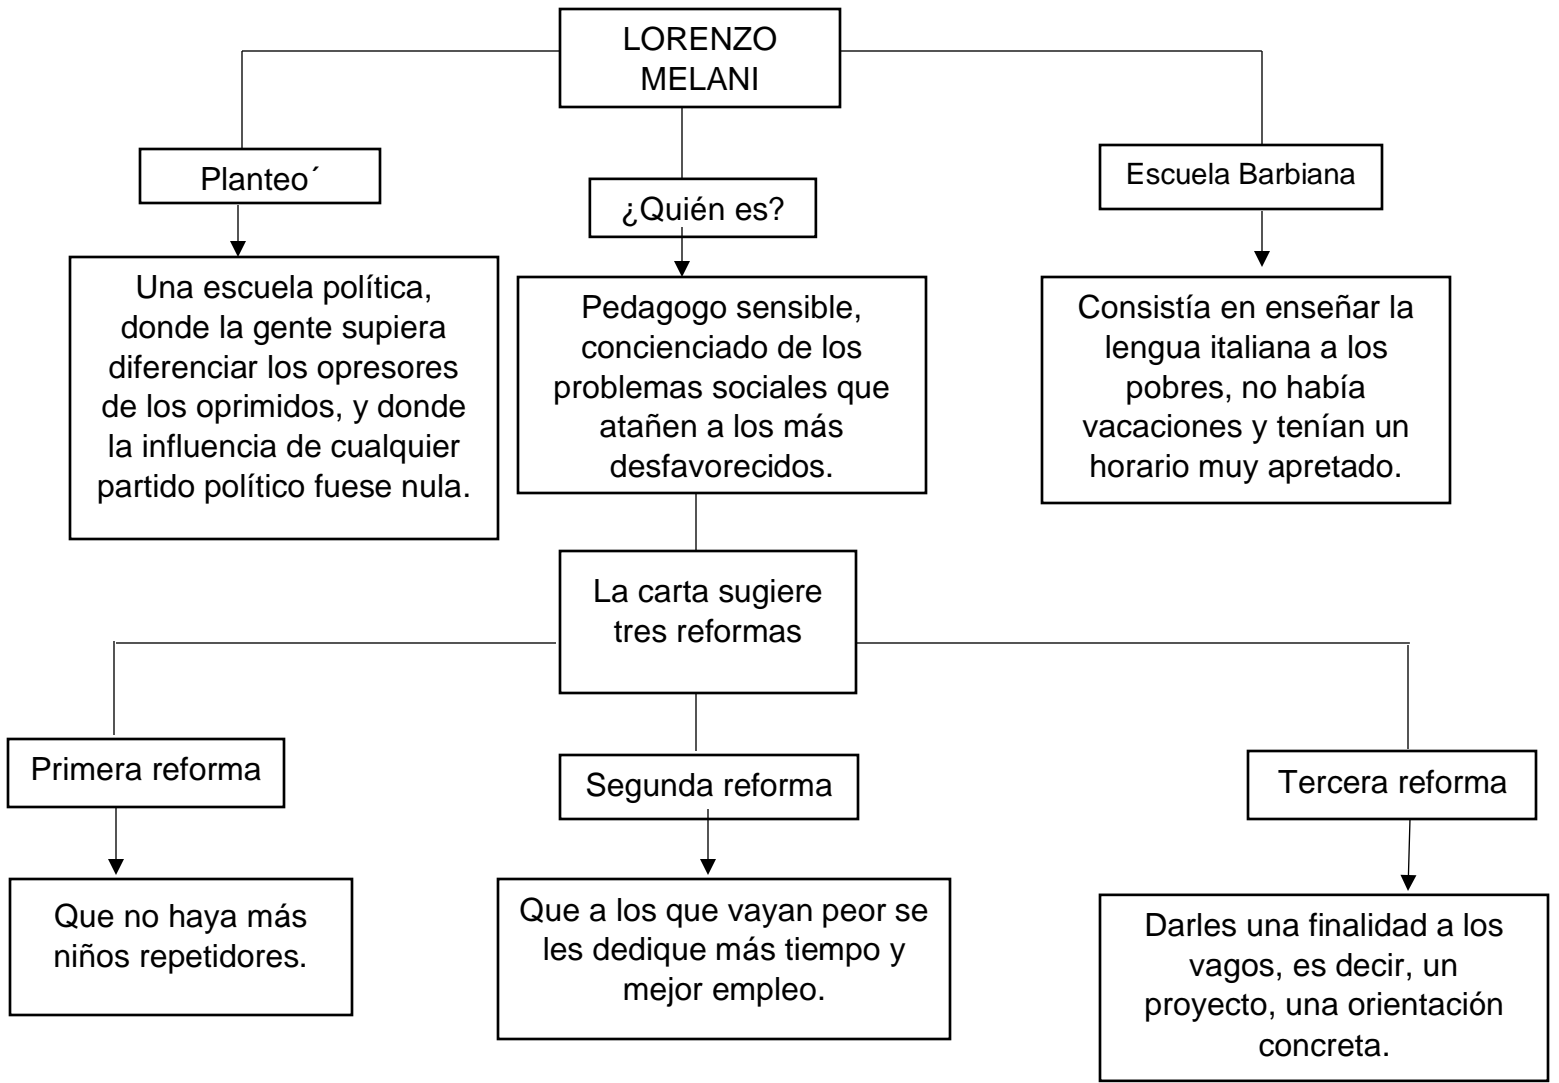 LORENZO
MELANI
Planteo´
¿Quién es?
Escuela Barbiana
Una escuela política,
donde la gente supiera
diferenciar los opresores
de los oprimidos, y donde
la influencia de cualquier
partido político fuese nula.
Pedagogo sensible,
concienciado de los
problemas sociales que
atañen a los más
desfavorecidos.
Consistía en enseñar la
lengua italiana a los
pobres, no había
vacaciones y tenían un
horario muy apretado.
La carta sugiere
tres reformas
Primera reforma
Segunda reforma
Tercera reforma
Que no haya más
niños repetidores.
Que a los que vayan peor se
les dedique más tiempo y
mejor empleo.
Darles una finalidad a los
vagos, es decir, un
proyecto, una orientación
concreta.